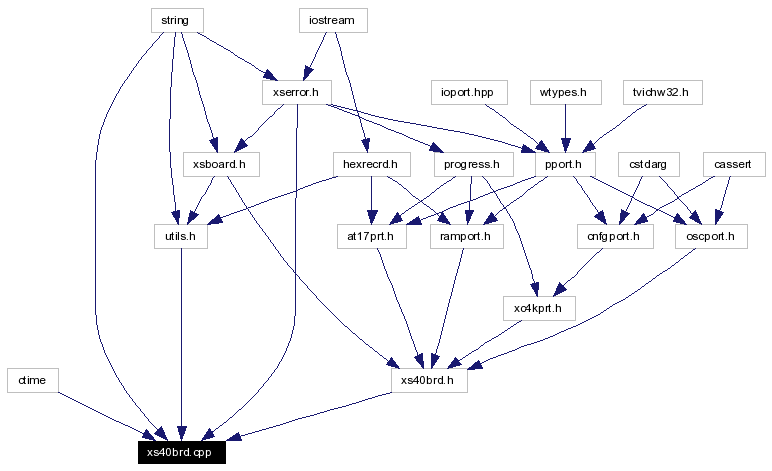 string
iostream
xserror.h
ioport.hpp
wtypes.h
tvichw32.h
xsboard.h
hexrecrd.h
progress.h
pport.h
cstdarg
cassert
utils.h
at17prt.h
ramport.h
cnfgport.h
oscport.h
xo4kprt.h
ctime
xs40brd.h
xs40brd.cpp